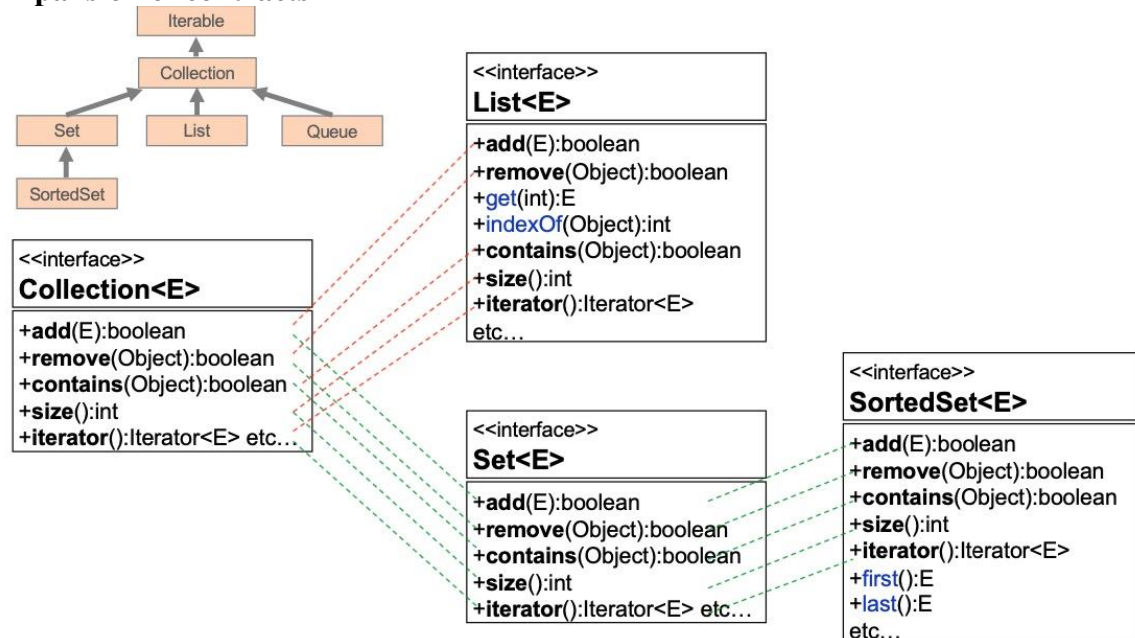 Iterable
Collection
Set
List
Queue
SortedSet
<<interface>>
Collection<E>
+add(E):boolean
+remove(Object):boolean
+contains(Object):boolean
+size():int
+iterator():Iterator<E> etc...
<<interface>>
List<E>
+add(E):boolean
+remove(Object):boolean
+get(int):E
+indexOf(Object):int
+contains(Object):boolean
+size():int
+iterator():Iterator<E>
etc...
<<interface>>
Set<E>
+add(E):boolean
+remove(Object):boolean
+contains(Object):boolean
+size():int
+iterator():Iterator<E> etc...
<<interface>>
SortedSet<E>
+add(E):boolean
+remove(Object):boolean
+contains(Object):boolean
+size():int
+iterator():Iterator<E>
+first():E
+last():E
etc...